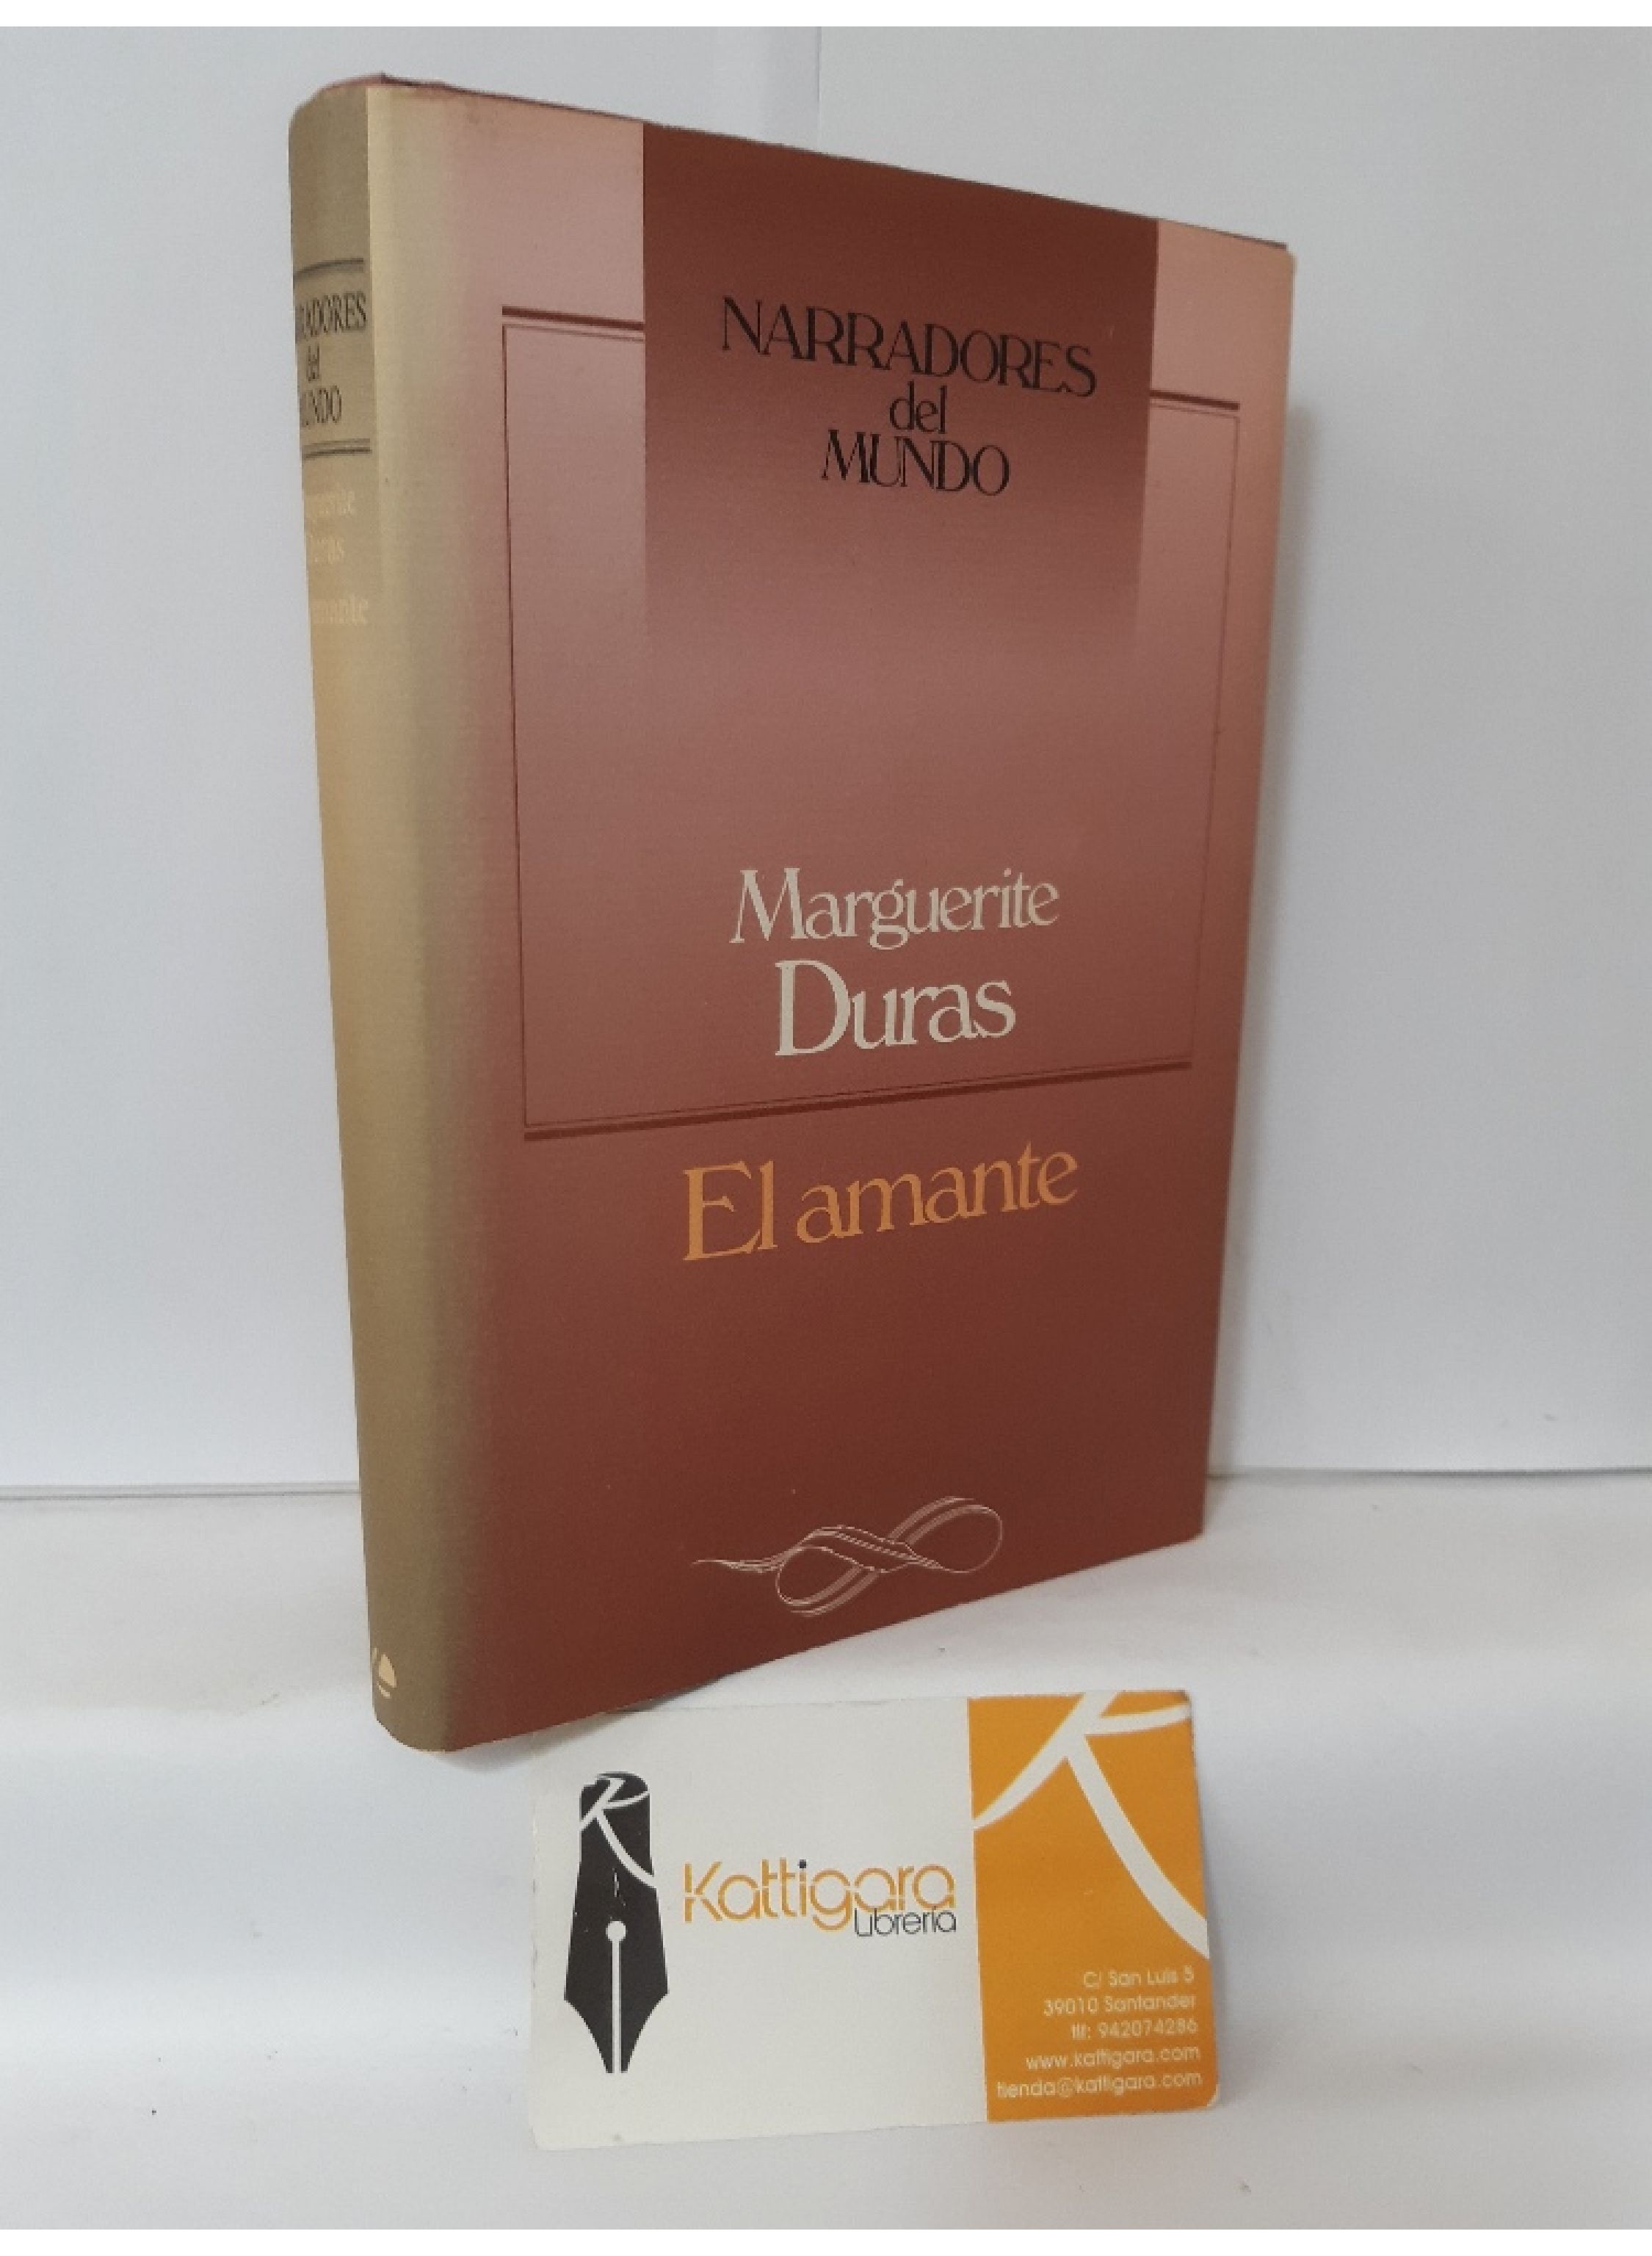 NARRADORES
del
MUNDO
Marguerite
Duras
El amante
del
Kattigara
Librería
C/ San Luis 5
39010 Santander
tlf: 942074286
www.kattigara.com
tienda@kattigara.com